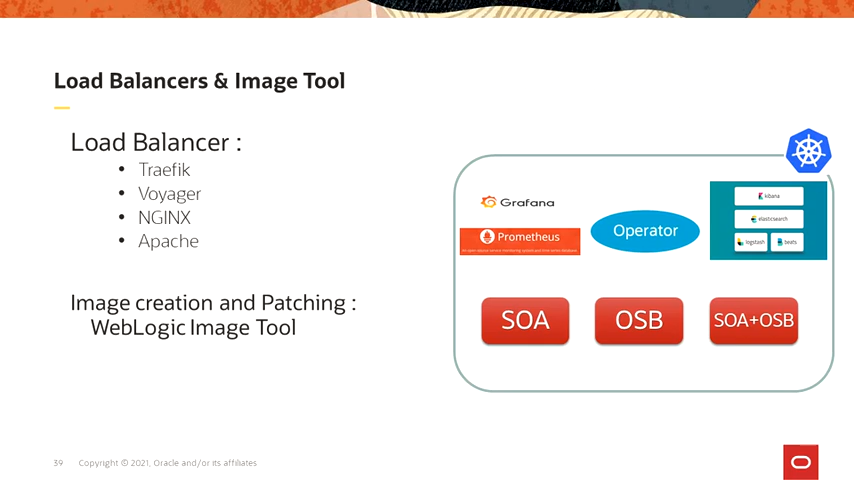 Load Balancers & Image Tool
Load Balancer :
• Traefik
• Voyager
• NGINX
• Apache
Image creation and Patching :
WebLogic Image Tool
Grafana
Prometheus
Operator
kibana
elasticsearch
logstash
beats
SOA
OSB
SOA+OSB
39
Copyright © 2021, Oracle and/or its affiliates